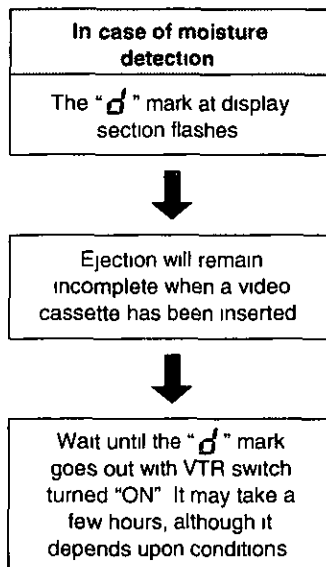 In case of moisture
detection
The "d" mark at display
section flashes
Ejection will remain
incomplete when a video
cassette has been inserted
Wait until the "d" mark
goes out with VTR switch
turned "ON" It may take a
few hours, although it
depends upon conditions